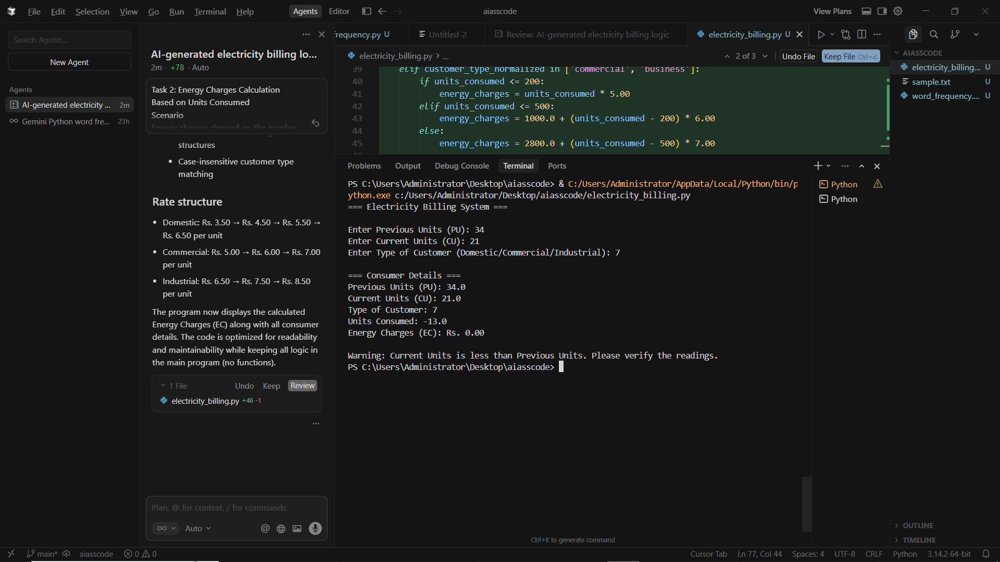 File Edit Selection View Go Run Terminal Help Agents Editor aiasscode View Plans
Search Agents...
New Agent
Agents
AI-generated electricity ... 2m
Gemini Python word fre... 23h
AI-generated electricity billing lo...
2m · +78 · Auto
Task 2: Energy Charges Calculation
Based on Units Consumed
Scenario
Energy charges depend on the number
structures
• Case-insensitive customer type
matching
Rate structure
• Domestic: Rs. 3.50 → Rs. 4.50 → Rs. 5.50 →
Rs. 6.50 per unit
• Commercial: Rs. 5.00 → Rs. 6.00 → Rs. 7.00
per unit
• Industrial: Rs. 6.50 → Rs. 7.50 → Rs. 8.50
per unit
The program now displays the calculated
Energy Charges (EC) along with all consumer
details. The code is optimized for readability
and maintainability while keeping all logic in
the main program (no functions).
1 File Undo Keep Review
electricity_billing.py +46 -1
Plan, @ for context, / for commands
Auto
requency.py U Untitled-2 Review: AI-generated electricity billing logic electricity_billing.py U
electricity_billing.py > ... 2 of 3 Undo File Keep File Ctrl+⏎
39 elif customer_type_normalized in ['commercial', 'business']:
40 if units_consumed <= 200:
41 energy_charges = units_consumed * 5.00
42 elif units_consumed <= 500:
43 energy_charges = 1000.0 + (units_consumed - 200) * 6.00
44 else:
45 energy_charges = 2800.0 + (units_consumed - 500) * 7.00
Problems Output Debug Console Terminal Ports
PS C:\Users\Administrator\Desktop\aiasscode> & C:/Users/Administrator/AppData/Local/Python/bin/p
ython.exe c:/Users/Administrator/Desktop/aiasscode/electricity_billing.py
=== Electricity Billing System ===
Enter Previous Units (PU): 34
Enter Current Units (CU): 21
Enter Type of Customer (Domestic/Commercial/Industrial): 7
=== Consumer Details ===
Previous Units (PU): 34.0
Current Units (CU): 21.0
Type of Customer: 7
Units Consumed: -13.0
Energy Charges (EC): Rs. 0.00
Warning: Current Units is less than Previous Units. Please verify the readings.
PS C:\Users\Administrator\Desktop\aiasscode>
Ctrl+K to generate command
Python
Python
AIASSCODE
electricity_billing... U
sample.txt U
word_frequency.... U
OUTLINE
TIMELINE
main* aiasscode 0 0 Cursor Tab Ln 77, Col 44 Spaces: 4 UTF-8 CRLF Python 3.14.2 64-bit